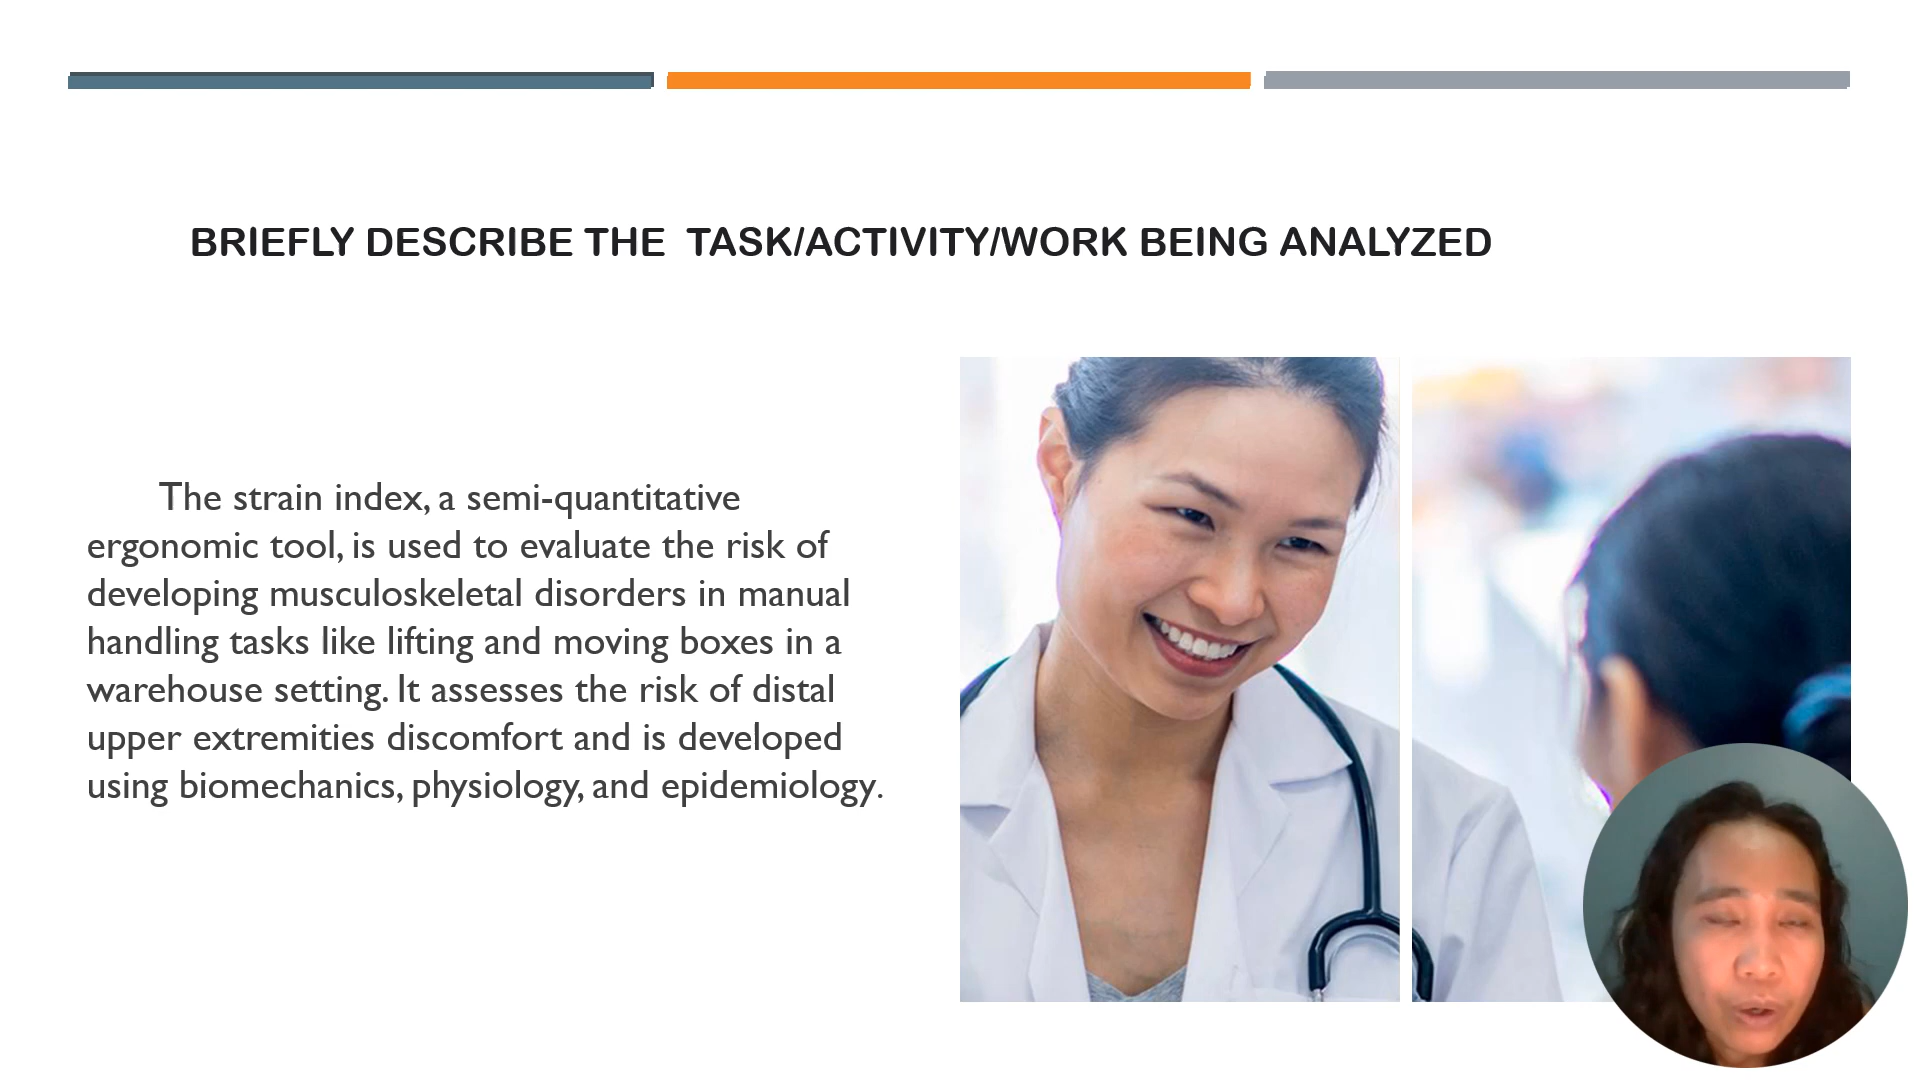 BRIEFLY DESCRIBE THE TASK/ACTIVITY/WORK BEING ANALYZED
The strain index, a semi-quantitative
ergonomic tool, is used to evaluate the risk of
developing musculoskeletal disorders in manual
handling tasks like lifting and moving boxes in a
warehouse setting. It assesses the risk of distal
upper extremities discomfort and is developed
using biomechanics, physiology, and epidemiology.